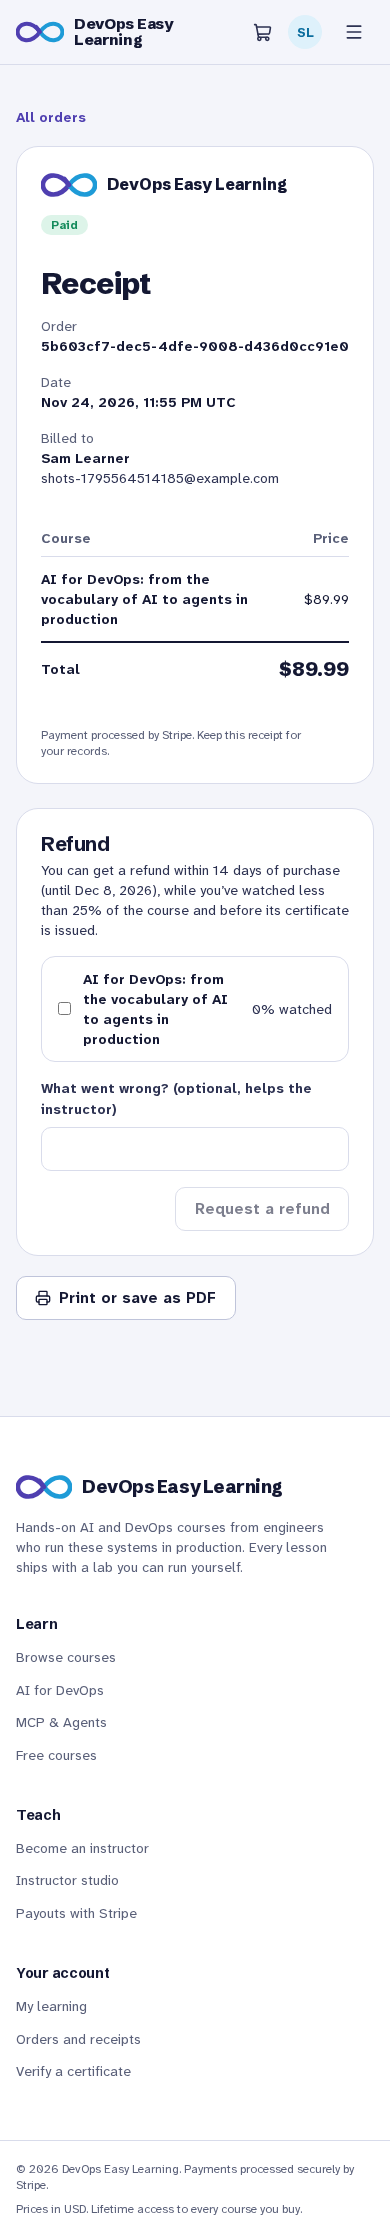 DevOps Easy
Learning
SL
All orders
DevOps Easy Learning
Paid
Receipt
Order
5b603cf7-dec5-4dfe-9008-d436d0cc91e0
Date
Nov 24, 2026, 11:55 PM UTC
Billed to
Sam Learner
shots-1795564514185@example.com
Course Price
AI for DevOps: from the
vocabulary of AI to agents in
production
$89.99
Total $89.99
Payment processed by Stripe. Keep this receipt for
your records.
Refund
You can get a refund within 14 days of purchase
(until Dec 8, 2026), while you’ve watched less
than 25% of the course and before its certificate
is issued.
AI for DevOps: from
the vocabulary of AI
to agents in
production
0% watched
What went wrong? (optional, helps the
instructor)
Request a refund
Print or save as PDF
DevOps Easy Learning
Hands-on AI and DevOps courses from engineers
who run these systems in production. Every lesson
ships with a lab you can run yourself.
Learn
Browse courses
AI for DevOps
MCP & Agents
Free courses
Teach
Become an instructor
Instructor studio
Payouts with Stripe
Your account
My learning
Orders and receipts
Verify a certificate
© 2026 DevOps Easy Learning. Payments processed securely by
Stripe.
Prices in USD. Lifetime access to every course you buy.